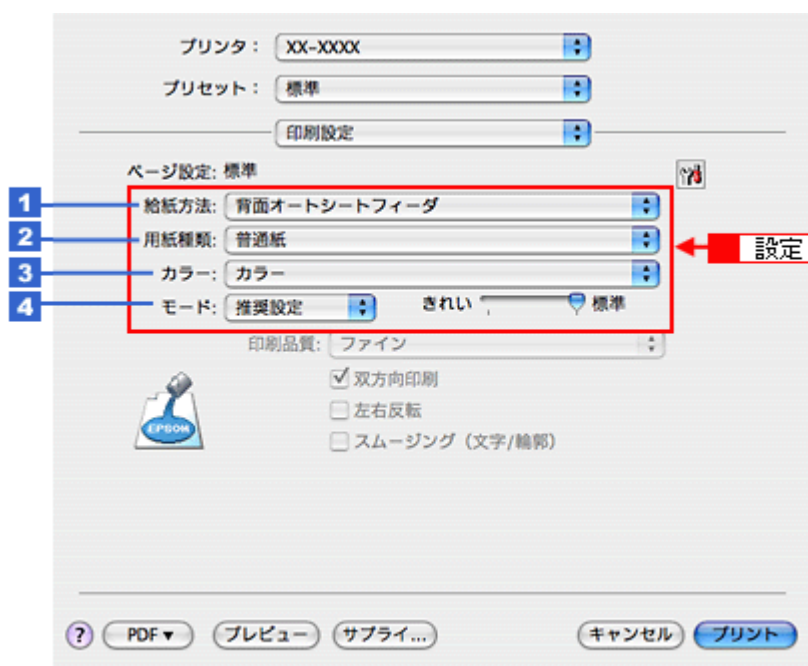 プリンタ： XX-XXXX
プリセット： 標準
印刷設定
ページ設定: 標準
1 給紙方法: 背面オートシートフィーダ
2 用紙種類: 普通紙
設定
3 カラー: カラー
4 モード: 推奨設定 きれい 標準
印刷品質: ファイン
双方向印刷
左右反転
スムージング（文字/輪郭）
EPSON
? PDF▼ プレビュー サプライ... キャンセル プリント